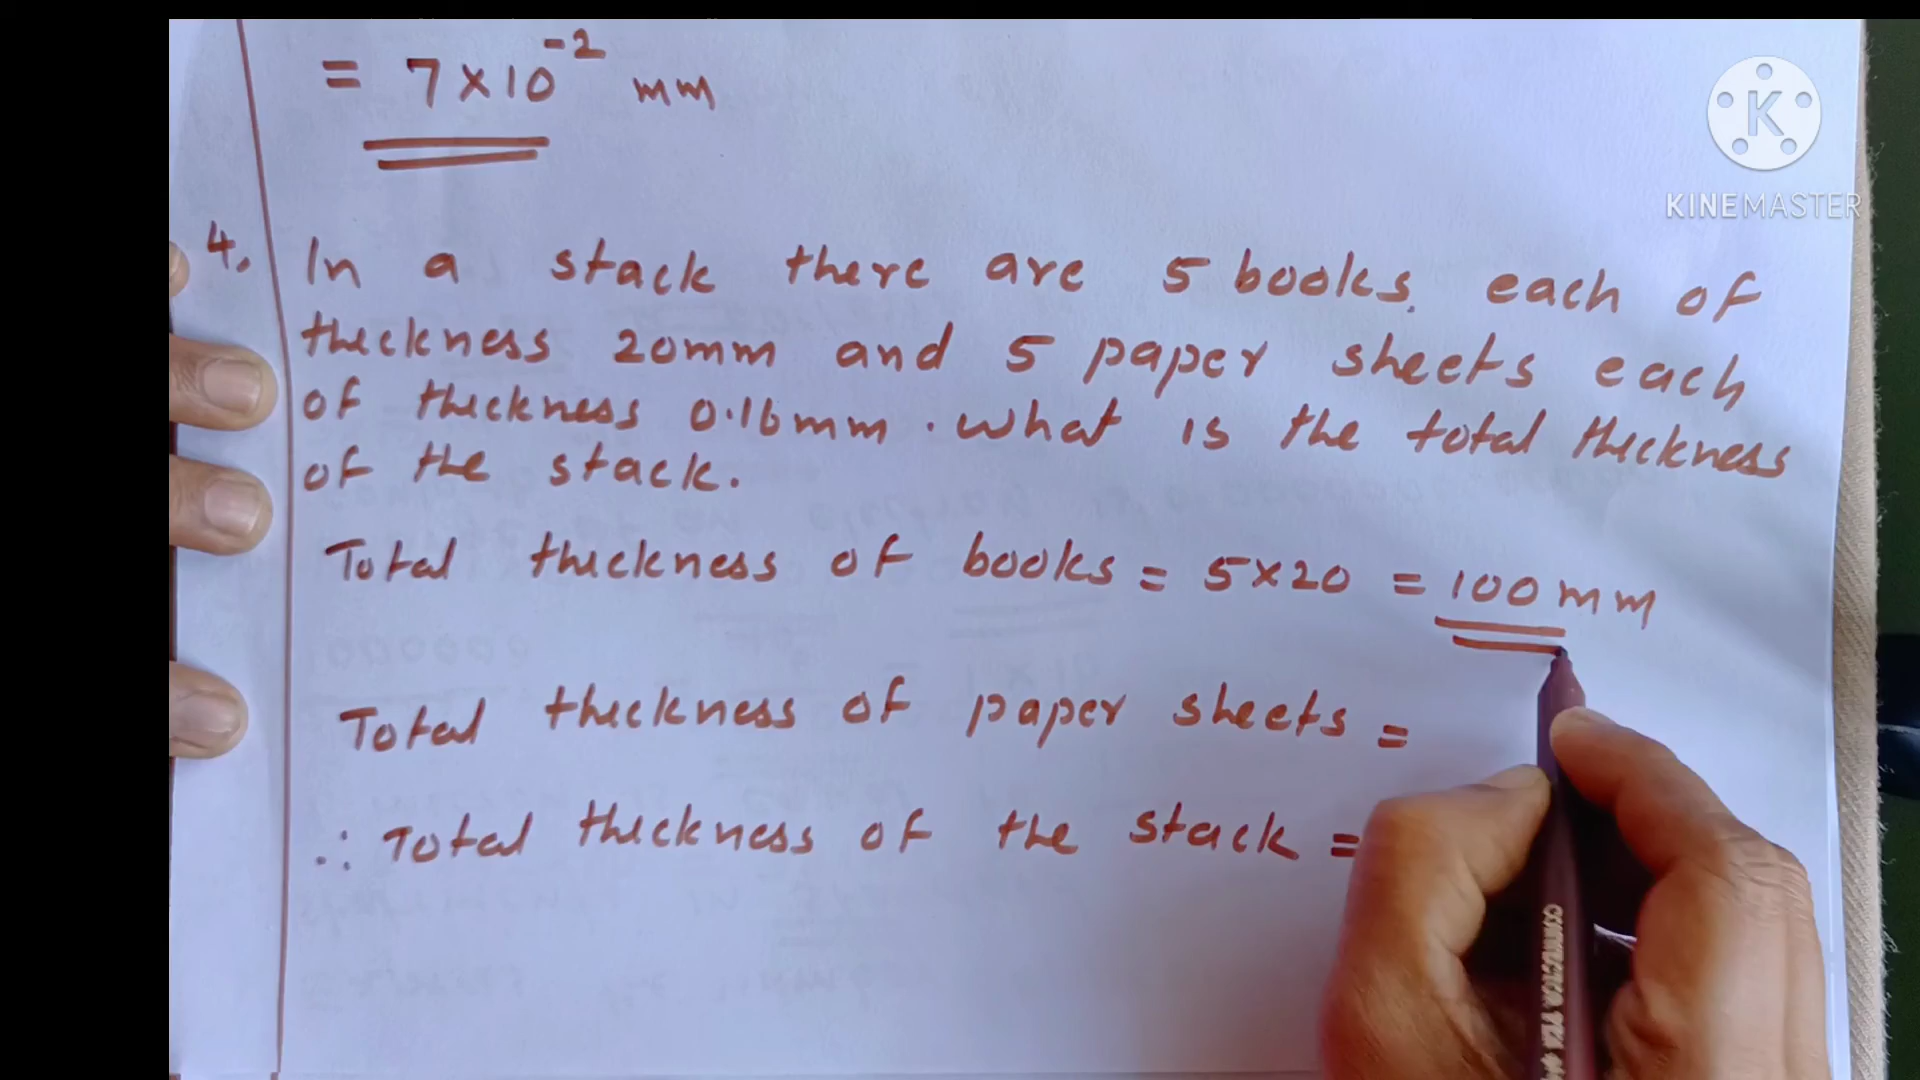 = 7×10⁻² mm
K
KINEMASTER
4. In a stack there are 5 books, each of
thickness 20mm and 5 paper sheets each
of thickness 0.16mm. What is the total thickness
of the stack.
Total thickness of books = 5×20 = 100mm
Total thickness of paper sheets =
∴ Total thickness of the stack =